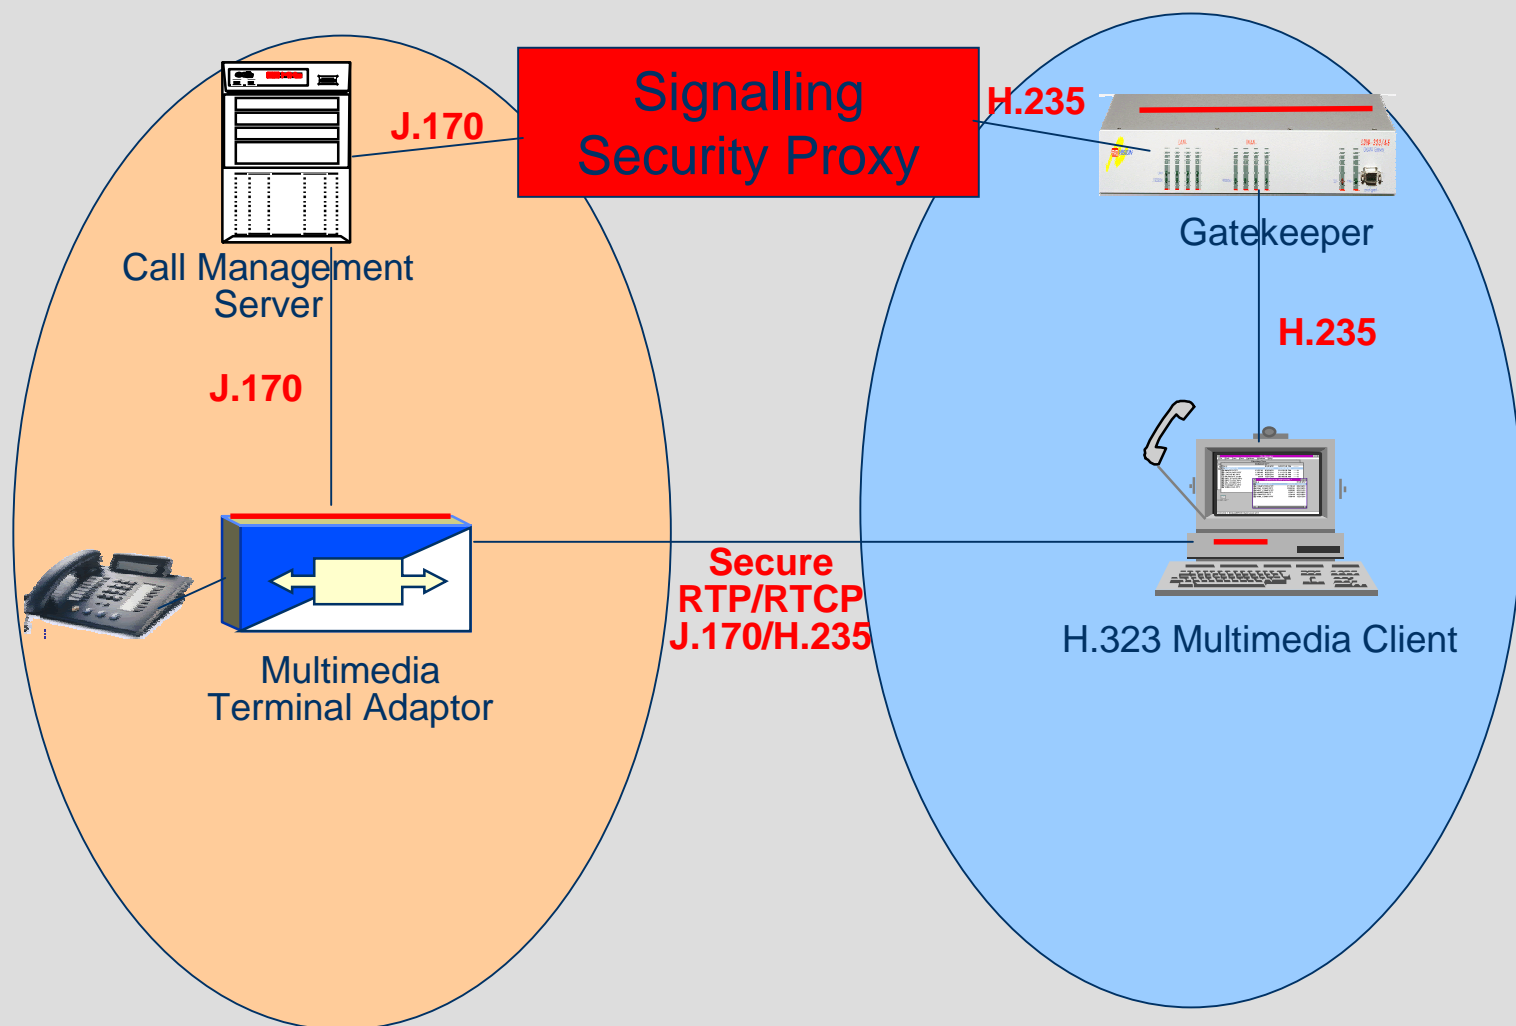 Signalling
Security Proxy
J.170
H.235
Call Management
Server
Gatekeeper
J.170
H.235
Secure
RTP/RTCP
J.170/H.235
Multimedia
Terminal Adaptor
H.323 Multimedia Client